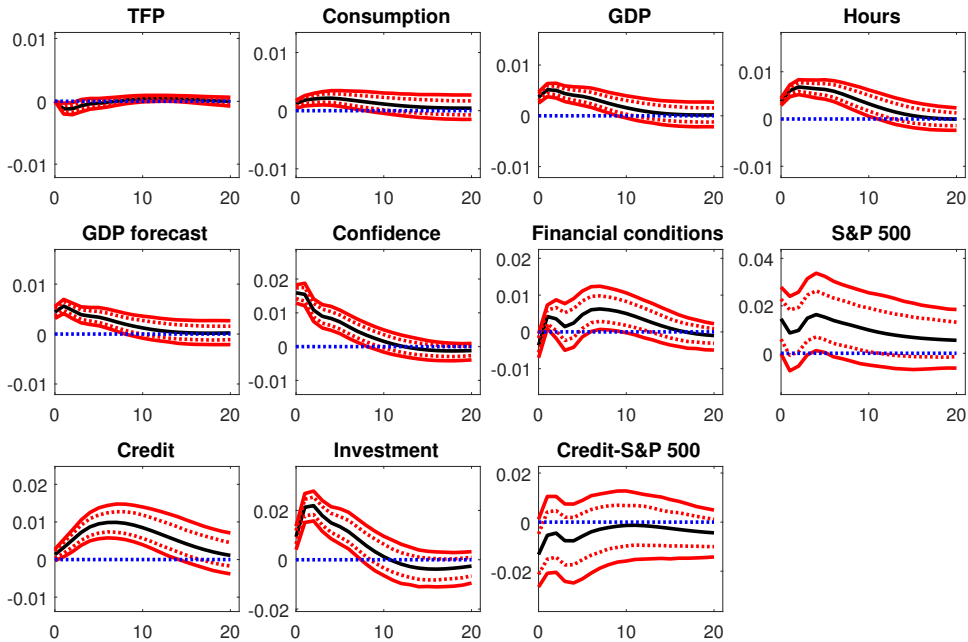 TFP Consumption GDP Hours
0.01 0.01 0.01 0.01
0 0 0 0
-0.01 -0.01 -0.01 -0.01
0 10 20 0 10 20 0 10 20 0 10 20
GDP forecast Confidence Financial conditions S&P 500
0.01 0.02 0.02 0.04
0 0.01 0.01 0.02
-0.01 0 0 0
-0.01 -0.01
0 10 20 0 10 20 0 10 20 0 10 20
Credit Investment Credit-S&P 500
0.02 0.02 0.02
0.01 0 0
0 -0.02 -0.02
-0.01
0 10 20 0 10 20 0 10 20